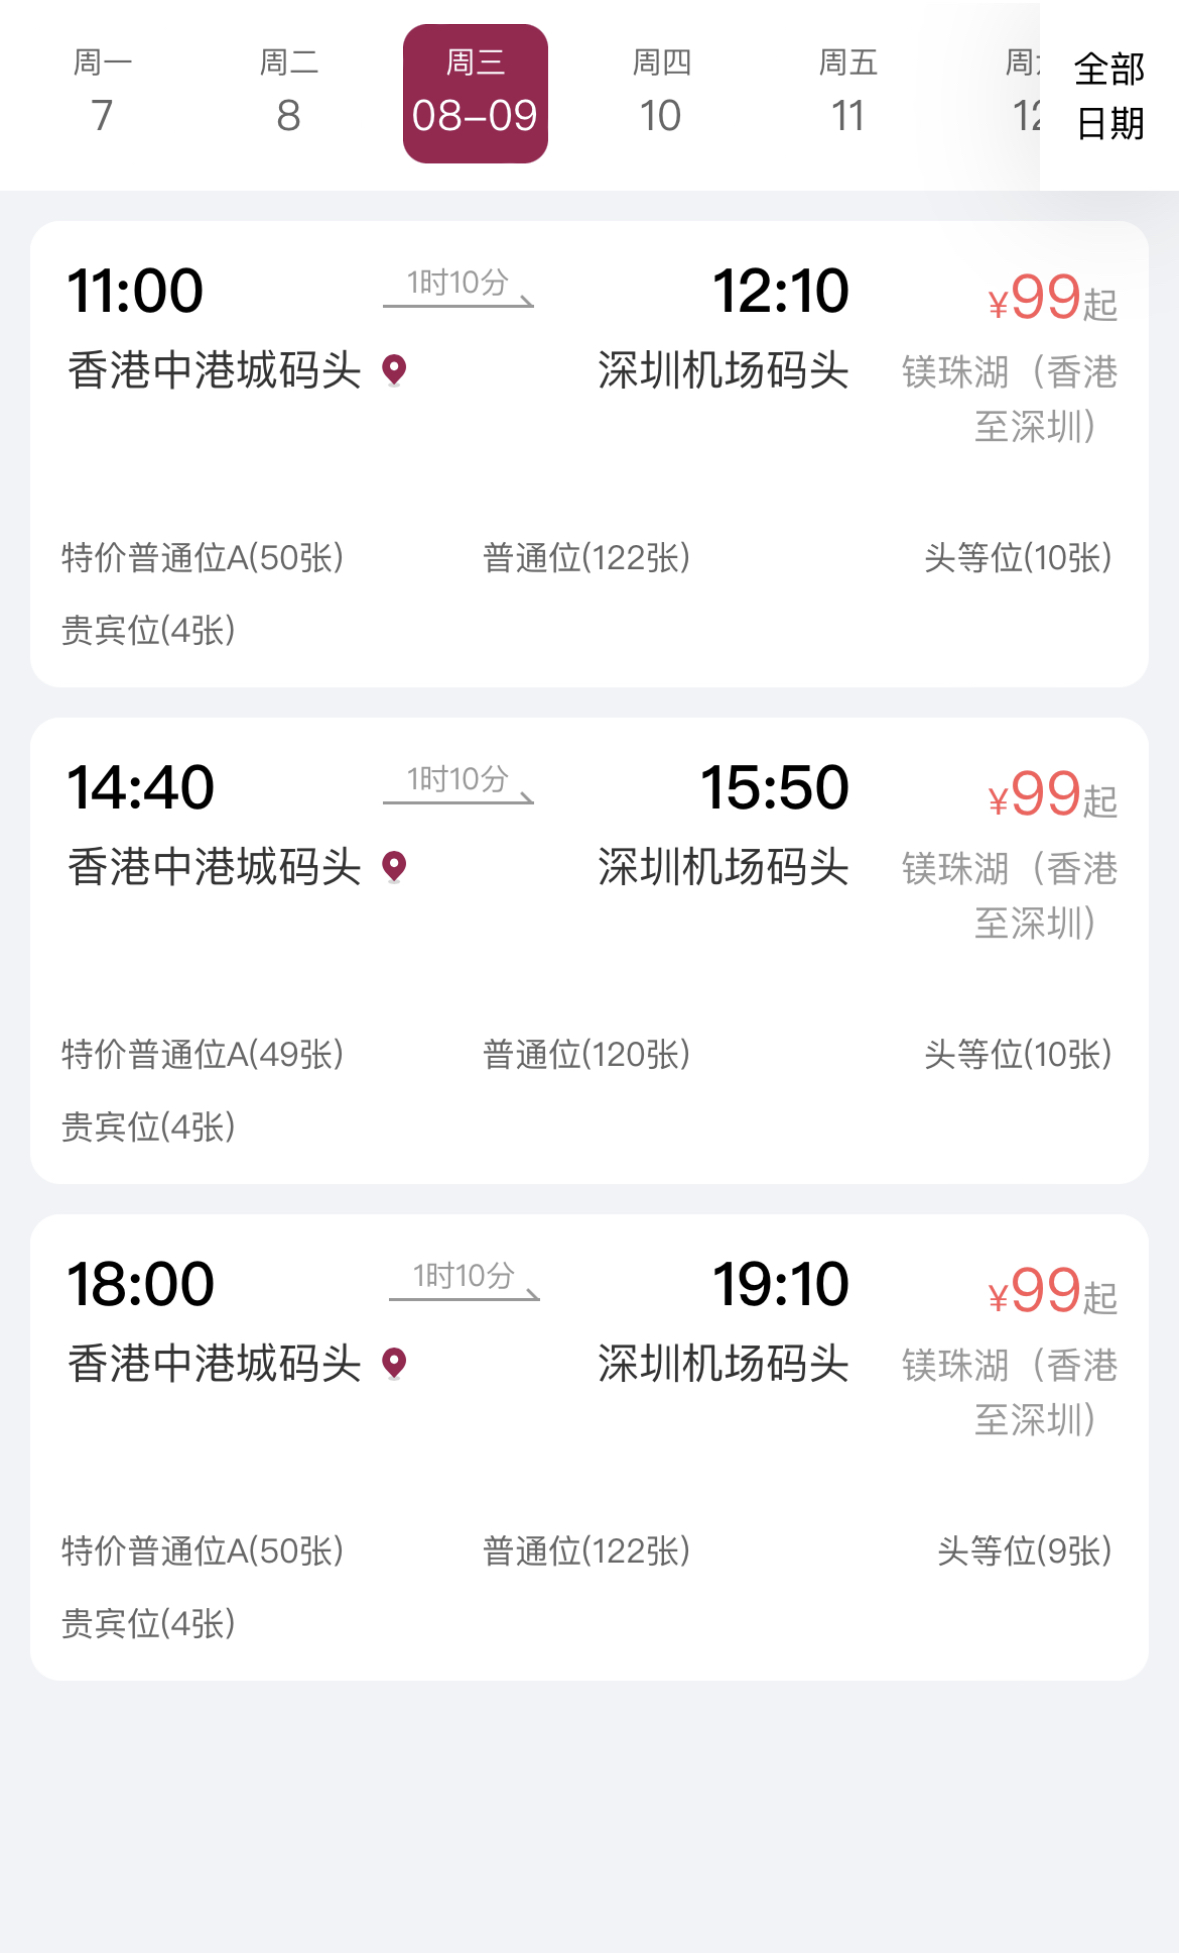 周一 周二 周三 周四 周五 全部
7 8 08-09 10 11 12 日期
11:00 1时10分 12:10 ¥99起
香港中港城码头 深圳机场码头 镁珠湖（香港
至深圳）
特价普通位A(50张) 普通位(122张) 头等位(10张)
贵宾位(4张)
14:40 1时10分 15:50 ¥99起
香港中港城码头 深圳机场码头 镁珠湖（香港
至深圳）
特价普通位A(49张) 普通位(120张) 头等位(10张)
贵宾位(4张)
18:00 1时10分 19:10 ¥99起
香港中港城码头 深圳机场码头 镁珠湖（香港
至深圳）
特价普通位A(50张) 普通位(122张) 头等位(9张)
贵宾位(4张)